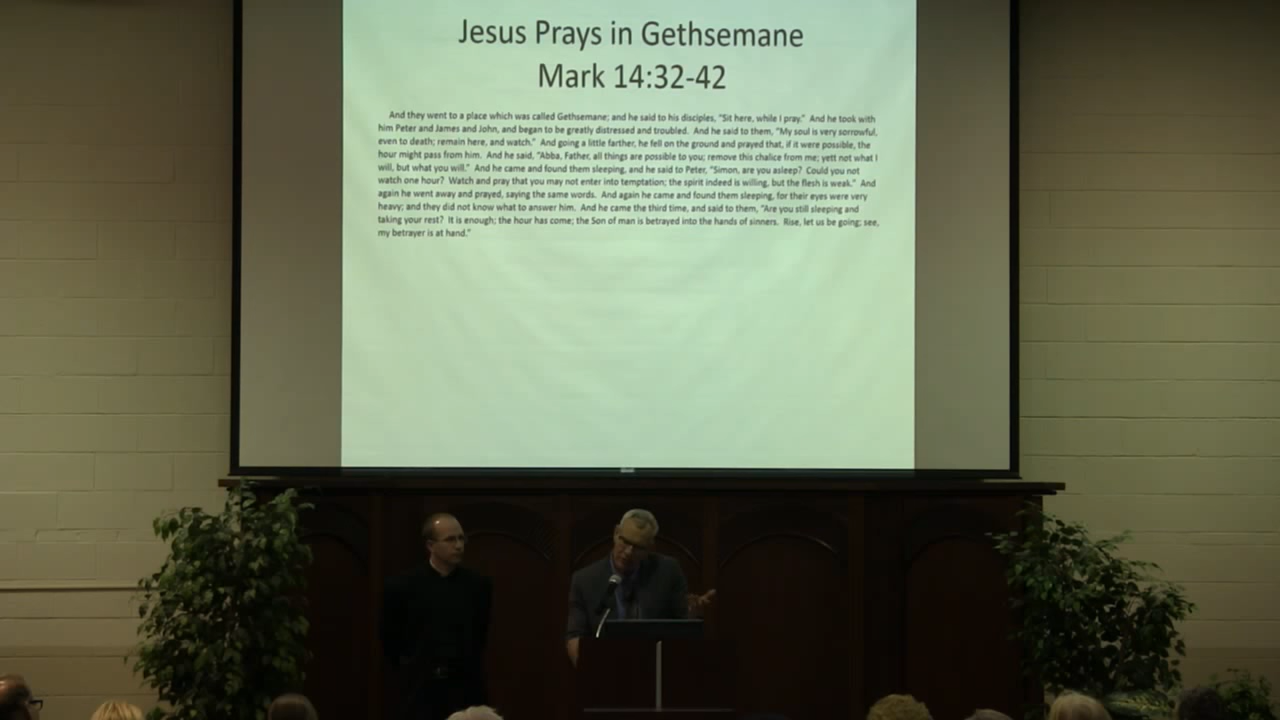 Jesus Prays in Gethsemane
Mark 14:32-42
And they went to a place which was called Gethsemane; and he said to his disciples, "Sit here, while I pray." And he took with
him Peter and James and John, and began to be greatly distressed and troubled. And he said to them, "My soul is very sorrowful,
even to death; remain here, and watch." And going a little farther, he fell on the ground and prayed that, if it were possible, the
hour might pass from him. And he said, "Abba, Father, all things are possible to you; remove this chalice from me; yett not what I
will, but what you will." And he came and found them sleeping, and he said to Peter, "Simon, are you asleep? Could you not
watch one hour? Watch and pray that you may not enter into temptation; the spirit indeed is willing, but the flesh is weak." And
again he went away and prayed, saying the same words. And again he came and found them sleeping, for their eyes were very
heavy; and they did not know what to answer him. And he came the third time, and said to them, "Are you still sleeping and
taking your rest? It is enough; the hour has come; the Son of man is betrayed into the hands of sinners. Rise, let us be going; see,
my betrayer is at hand."